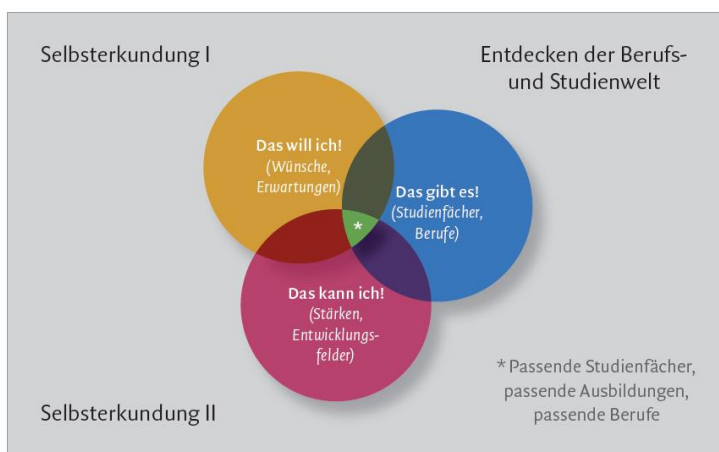 Selbsterkundung I
Entdecken der Berufs-
und Studienwelt
Das will ich!
(Wünsche,
Erwartungen)
Das gibt es!
(Studienfächer,
Berufe)
*
Das kann ich!
(Stärken,
Entwicklungs-
felder)
Selbsterkundung II
* Passende Studienfächer,
passende Ausbildungen,
passende Berufe